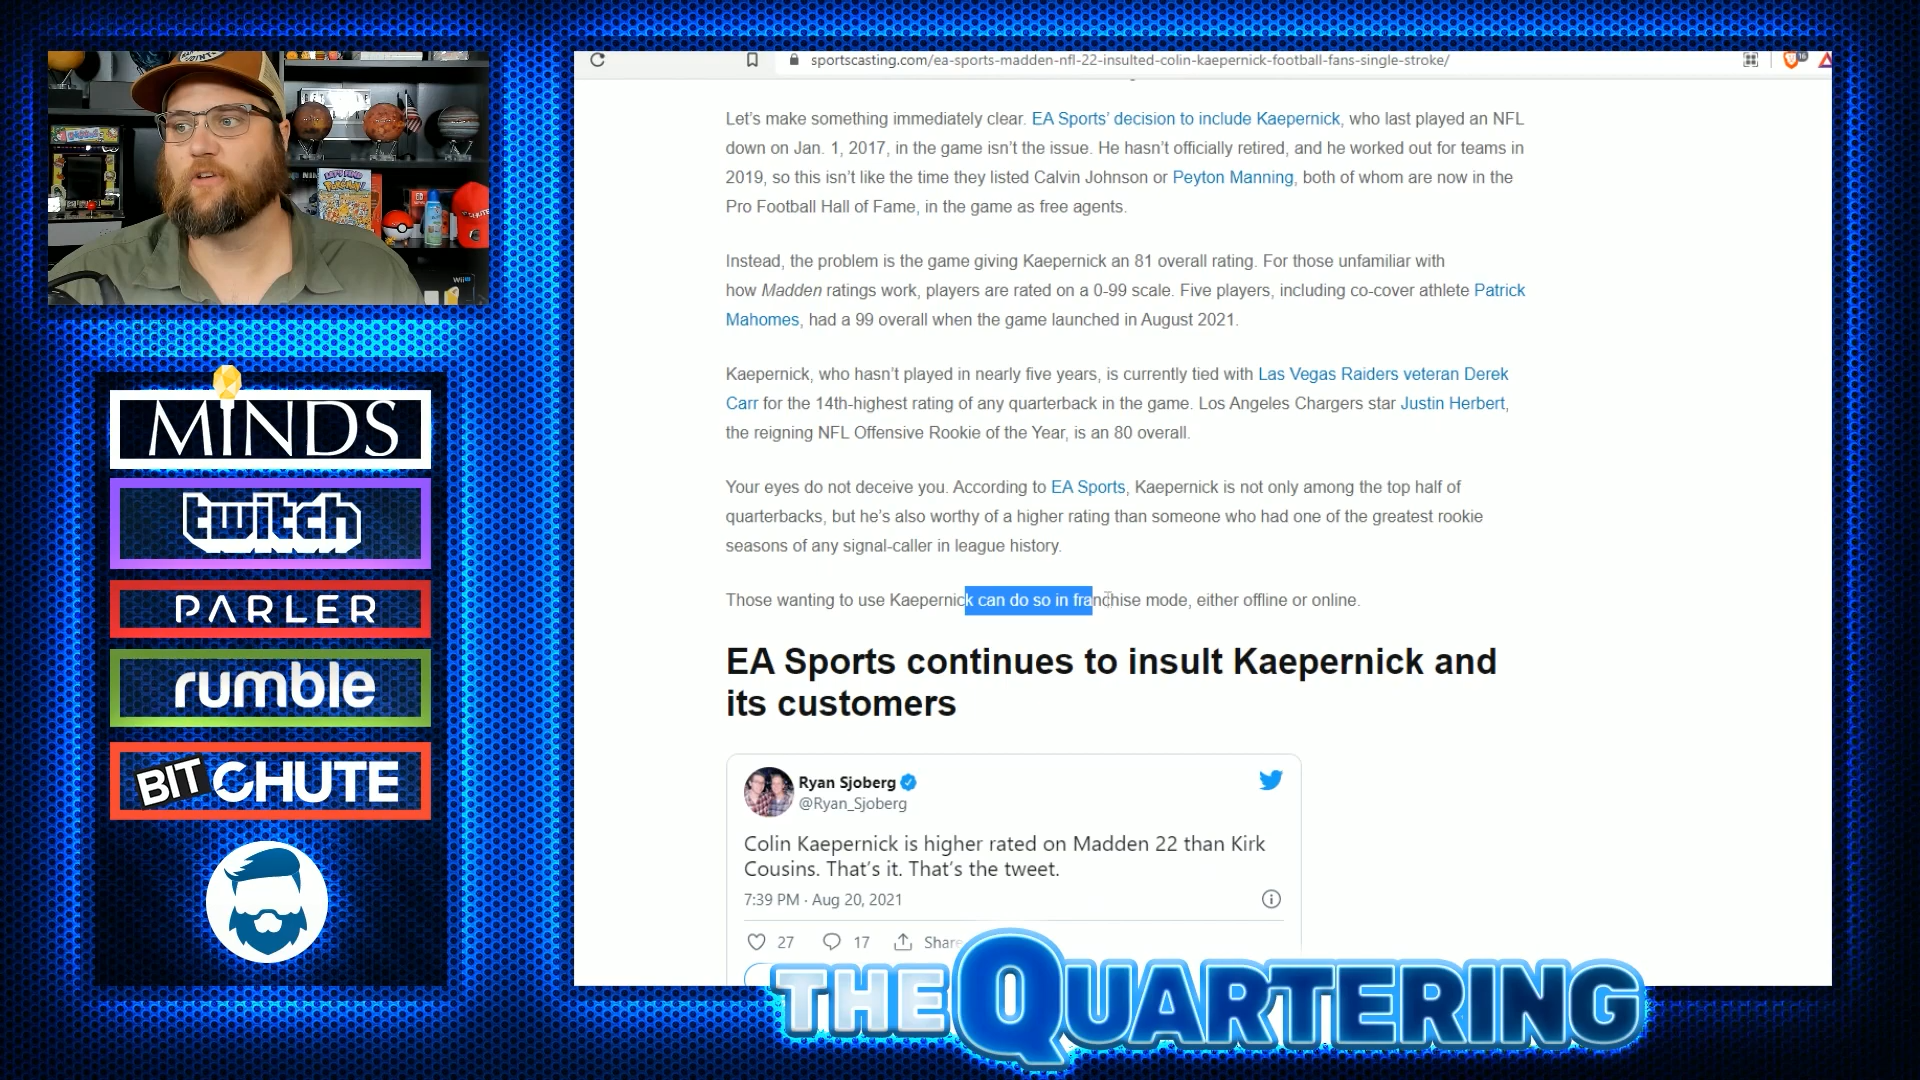 sportscasting.com/ea-sports-madden-nfl-22-insulted-colin-kaepernick-football-fans-single-stroke/
Let's make something immediately clear. EA Sports' decision to include Kaepernick, who last played an NFL
down on Jan. 1, 2017, in the game isn't the issue. He hasn't officially retired, and he worked out for teams in
2019, so this isn't like the time they listed Calvin Johnson or Peyton Manning, both of whom are now in the
Pro Football Hall of Fame, in the game as free agents.
Instead, the problem is the game giving Kaepernick an 81 overall rating. For those unfamiliar with
how Madden ratings work, players are rated on a 0-99 scale. Five players, including co-cover athlete Patrick
Mahomes, had a 99 overall when the game launched in August 2021.
Kaepernick, who hasn't played in nearly five years, is currently tied with Las Vegas Raiders veteran Derek
Carr for the 14th-highest rating of any quarterback in the game. Los Angeles Chargers star Justin Herbert,
the reigning NFL Offensive Rookie of the Year, is an 80 overall.
Your eyes do not deceive you. According to EA Sports, Kaepernick is not only among the top half of
quarterbacks, but he's also worthy of a higher rating than someone who had one of the greatest rookie
seasons of any signal-caller in league history.
Those wanting to use Kaepernick can do so in franchise mode, either offline or online.
EA Sports continues to insult Kaepernick and
its customers
Ryan Sjoberg
@Ryan_Sjoberg
Colin Kaepernick is higher rated on Madden 22 than Kirk
Cousins. That's it. That's the tweet.
7:39 PM · Aug 20, 2021
27 17 Share
MINDS
twitch
PARLER
rumble
BITCHUTE
THE QUARTERING
LET'S FIND
POKéMON!
WiiU